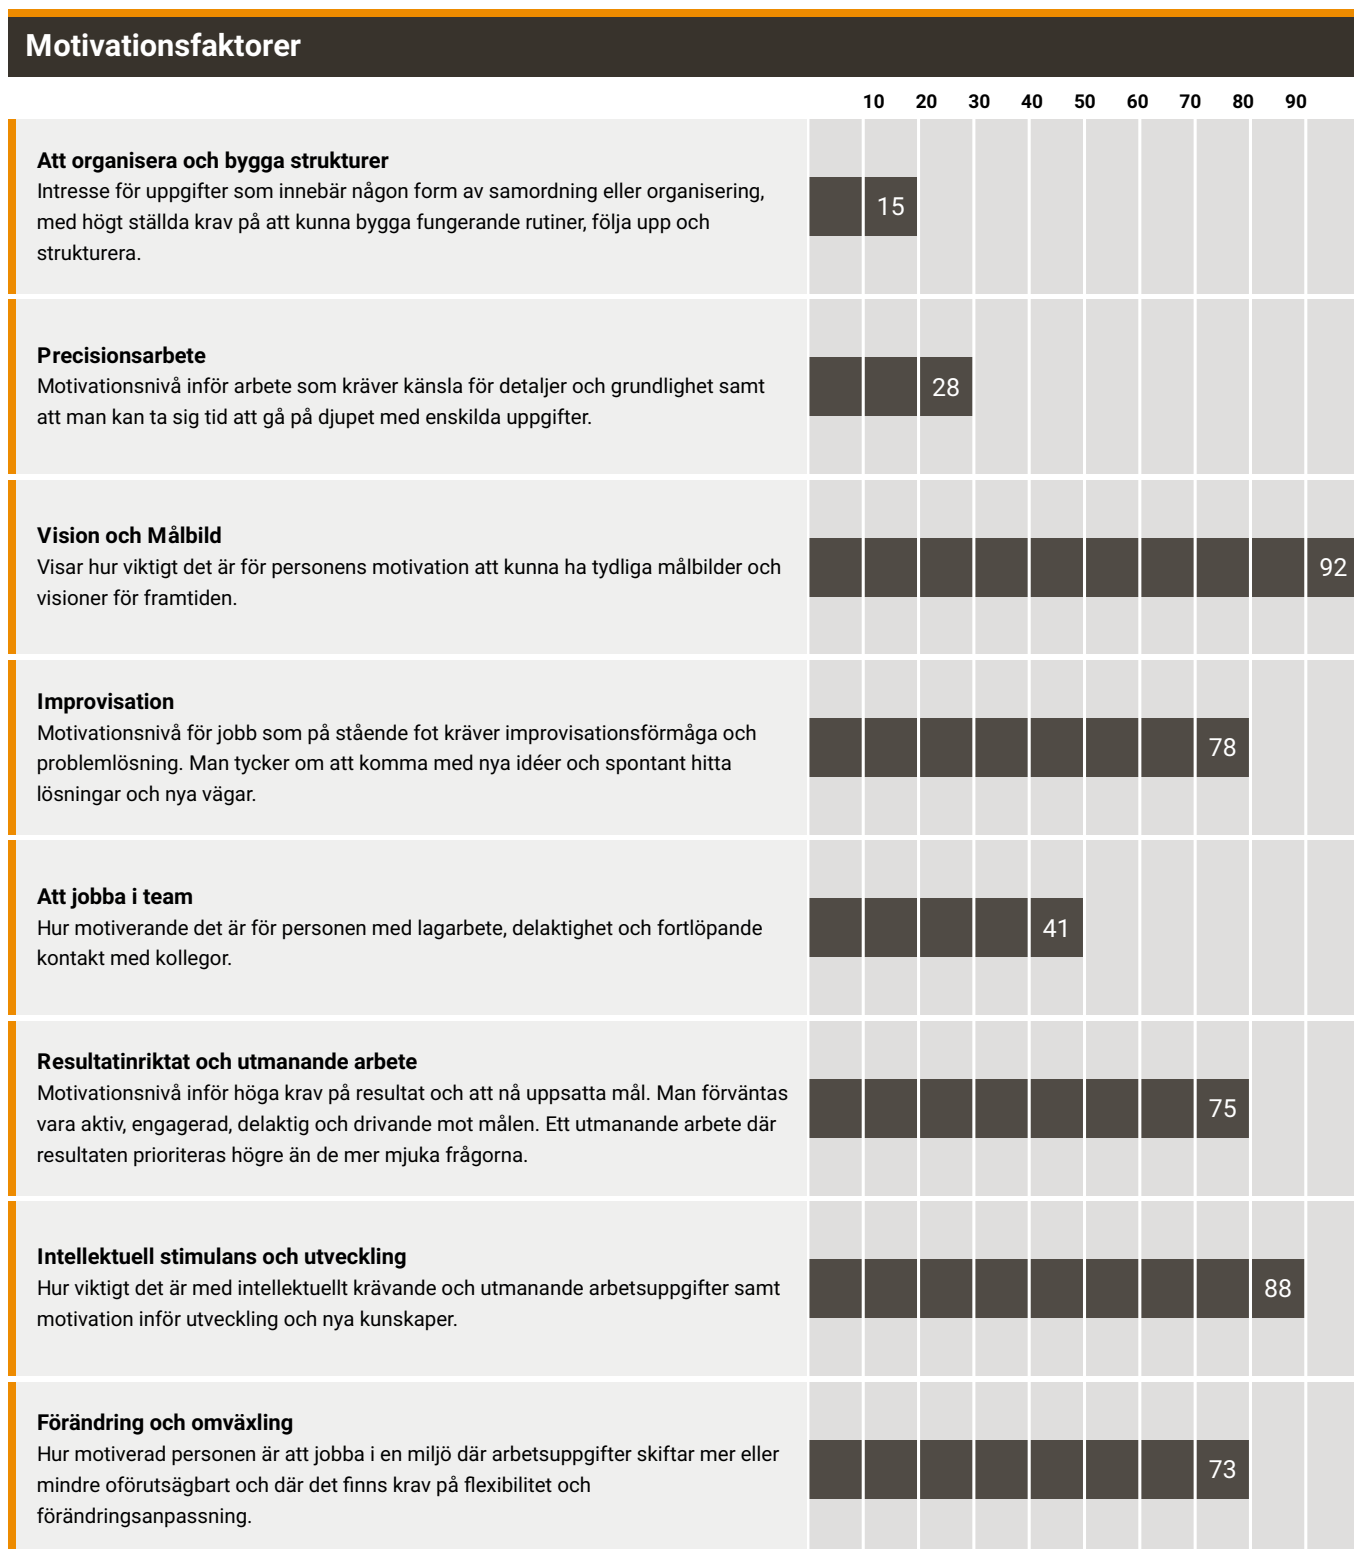 Motivationsfaktorer
10 20 30 40 50 60 70 80 90
Att organisera och bygga strukturer
Intresse för uppgifter som innebär någon form av samordning eller organisering,
med högt ställda krav på att kunna bygga fungerande rutiner, följa upp och
strukturera.
15
Precisionsarbete
Motivationsnivå inför arbete som kräver känsla för detaljer och grundlighet samt
att man kan ta sig tid att gå på djupet med enskilda uppgifter.
28
Vision och Målbild
Visar hur viktigt det är för personens motivation att kunna ha tydliga målbilder och
visioner för framtiden.
92
Improvisation
Motivationsnivå för jobb som på stående fot kräver improvisationsförmåga och
problemlösning. Man tycker om att komma med nya idéer och spontant hitta
lösningar och nya vägar.
78
Att jobba i team
Hur motiverande det är för personen med lagarbete, delaktighet och fortlöpande
kontakt med kollegor.
41
Resultatinriktat och utmanande arbete
Motivationsnivå inför höga krav på resultat och att nå uppsatta mål. Man förväntas
vara aktiv, engagerad, delaktig och drivande mot målen. Ett utmanande arbete där
resultaten prioriteras högre än de mer mjuka frågorna.
75
Intellektuell stimulans och utveckling
Hur viktigt det är med intellektuellt krävande och utmanande arbetsuppgifter samt
motivation inför utveckling och nya kunskaper.
88
Förändring och omväxling
Hur motiverad personen är att jobba i en miljö där arbetsuppgifter skiftar mer eller
mindre oförutsägbart och där det finns krav på flexibilitet och
förändringsanpassning.
73